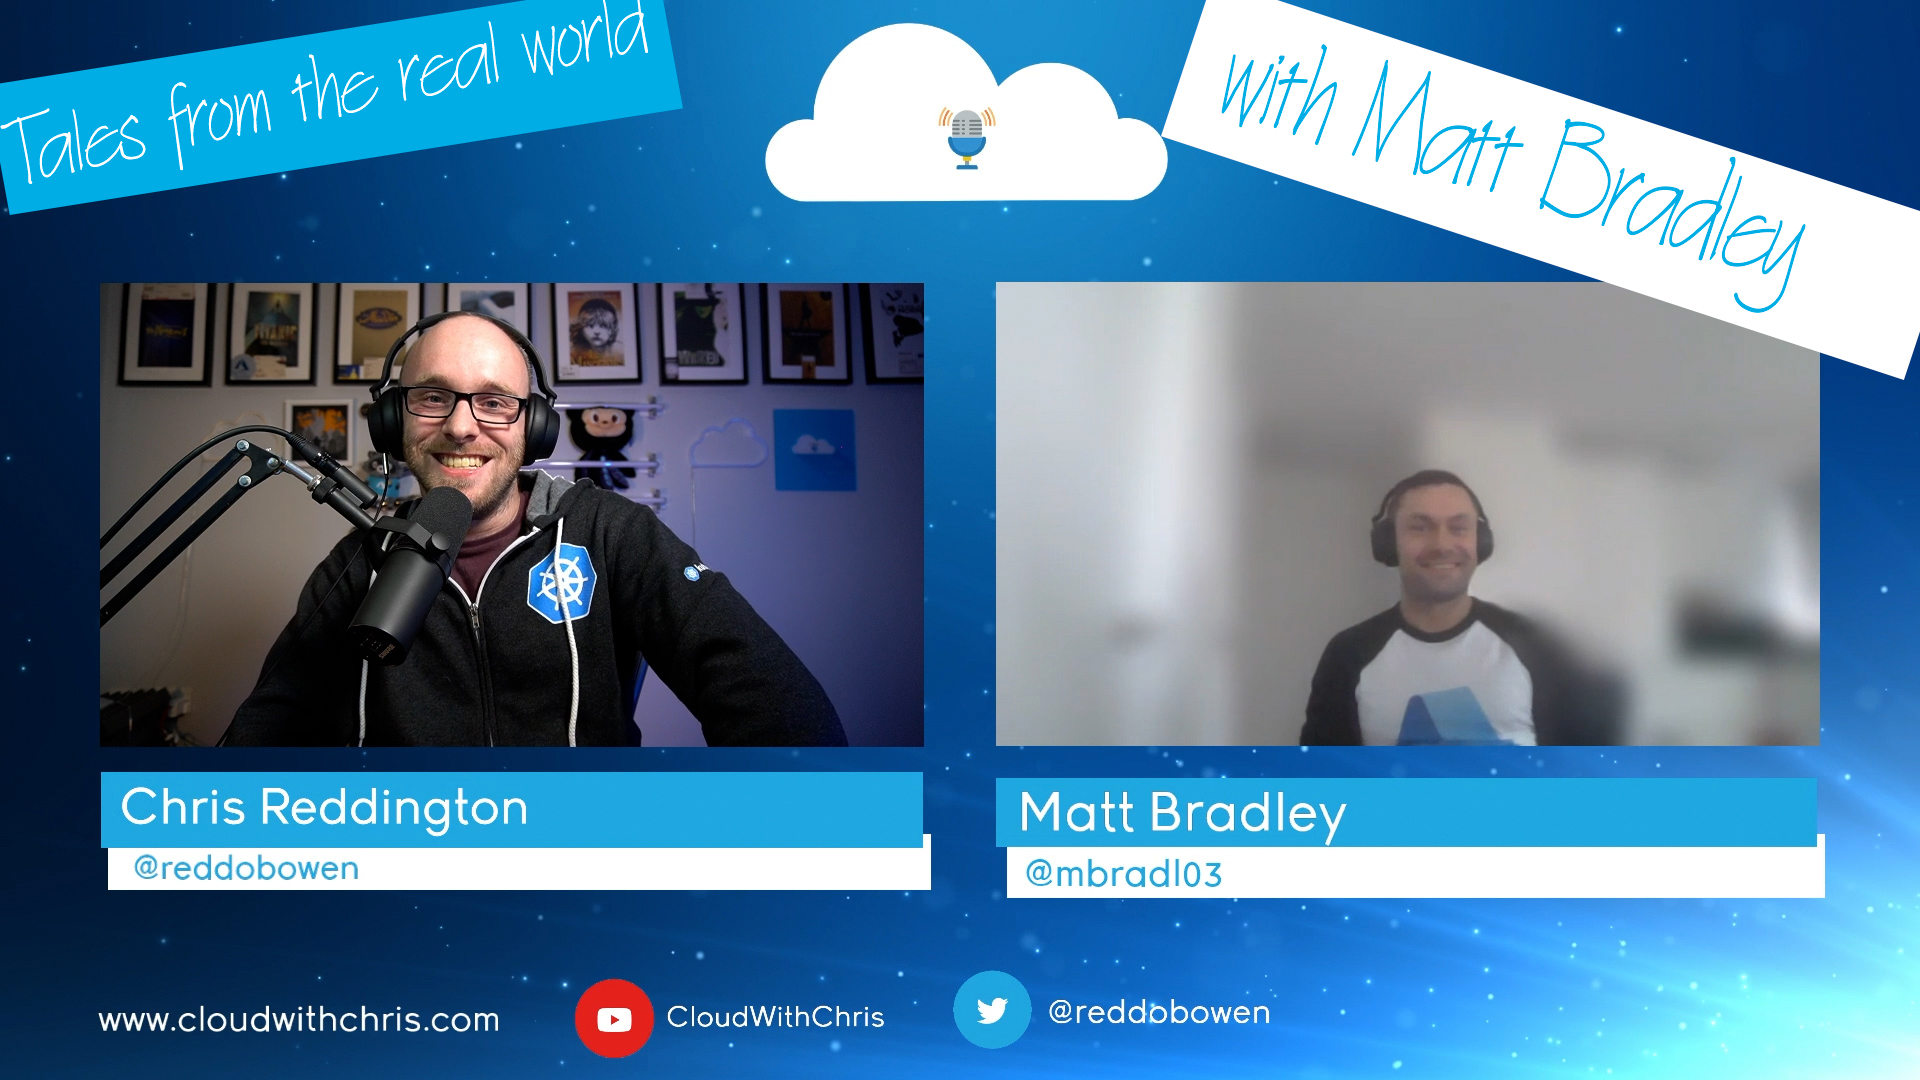 Tales from the real world
with Matt Bradley
Chris Reddington
@reddobowen
Matt Bradley
@mbradl03
www.cloudwithchris.com
CloudWithChris
@reddobowen